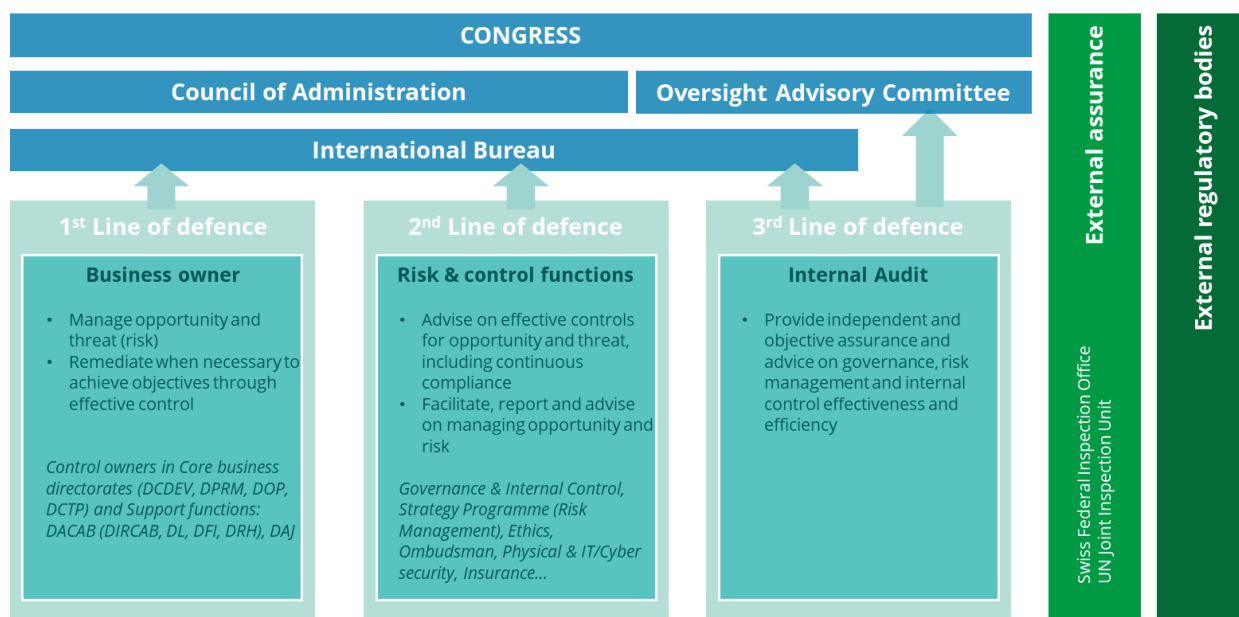 CONGRESS
Council of Administration
Oversight Advisory Committee
International Bureau
1st Line of defence
Business owner
• Manage opportunity and
threat (risk)
• Remediate when necessary to
achieve objectives through
effective control
Control owners in Core business
directorates (DCDEV, DPRM, DOP,
DCTP) and Support functions:
DACAB (DIRCAB, DL, DFI, DRH), DAJ
2nd Line of defence
Risk & control functions
• Advise on effective controls
for opportunity and threat,
including continuous
compliance
• Facilitate, report and advise
on managing opportunity and
risk
Governance & Internal Control,
Strategy Programme (Risk
Management), Ethics,
Ombudsman, Physical & IT/Cyber
security, Insurance...
3rd Line of defence
Internal Audit
• Provide independent and
objective assurance and
advice on governance, risk
management and internal
control effectiveness and
efficiency
External assurance
Swiss Federal Inspection Office
UN Joint Inspection Unit
External regulatory bodies